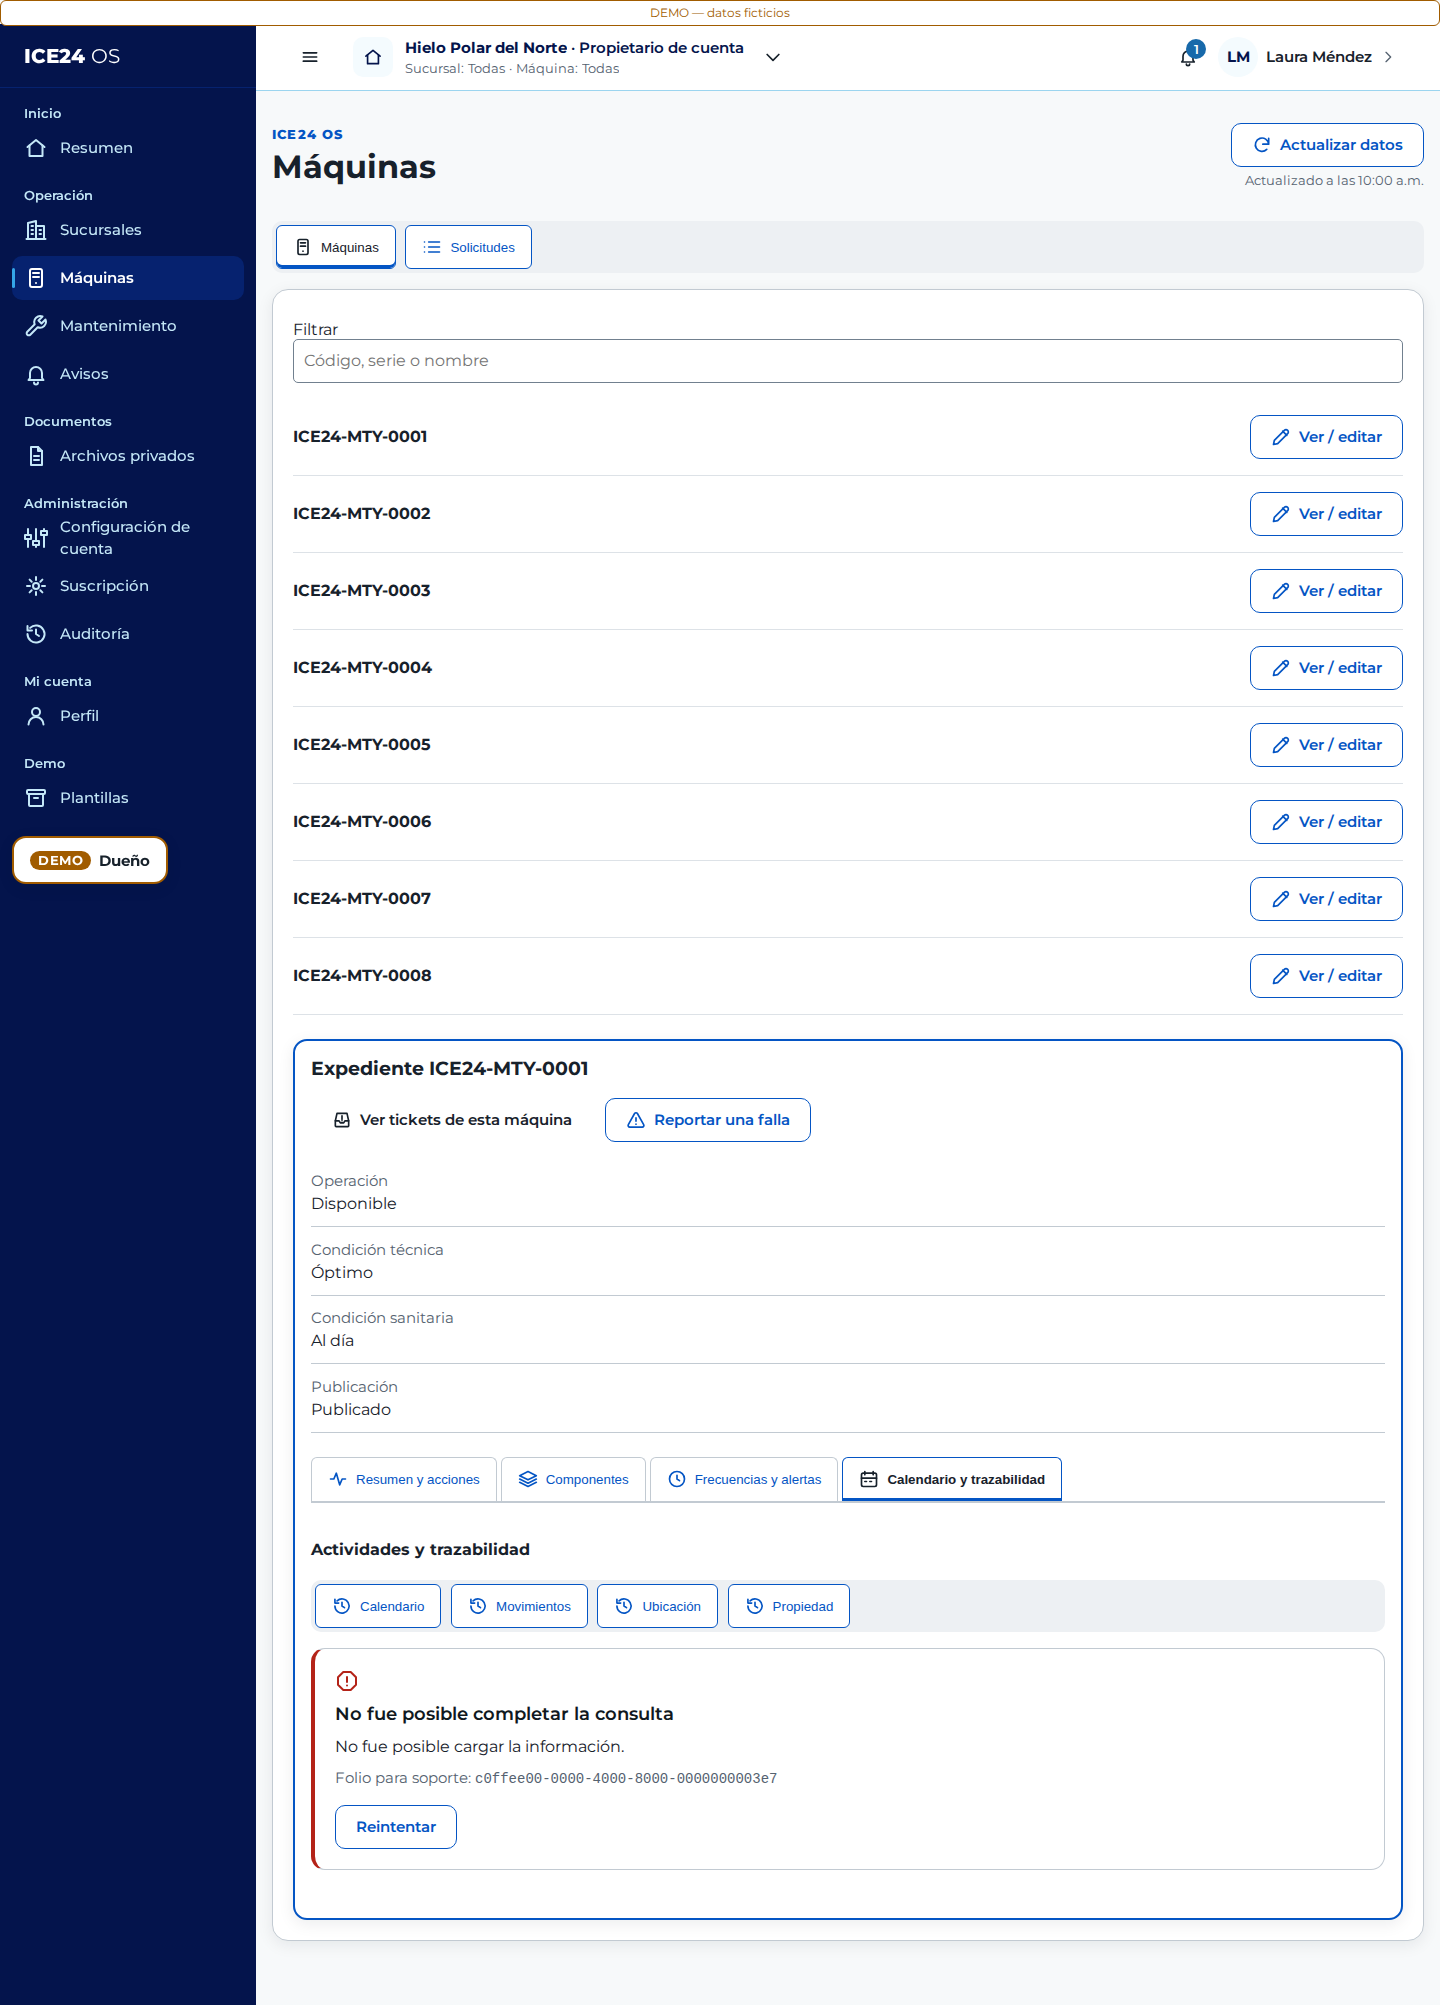 DEMO — datos ficticios
ICE24 OS
Inicio
Resumen
Operación
Sucursales
Máquinas
Mantenimiento
Avisos
Documentos
Archivos privados
Administración
Configuración de
cuenta
Suscripción
Auditoría
Mi cuenta
Perfil
Demo
Plantillas
DEMO Dueño
Hielo Polar del Norte · Propietario de cuenta
Sucursal: Todas · Máquina: Todas
1
LM Laura Méndez
ICE24 OS
Máquinas
Actualizar datos
Actualizado a las 10:00 a.m.
Máquinas Solicitudes
Filtrar
Código, serie o nombre
ICE24-MTY-0001 Ver / editar
ICE24-MTY-0002 Ver / editar
ICE24-MTY-0003 Ver / editar
ICE24-MTY-0004 Ver / editar
ICE24-MTY-0005 Ver / editar
ICE24-MTY-0006 Ver / editar
ICE24-MTY-0007 Ver / editar
ICE24-MTY-0008 Ver / editar
Expediente ICE24-MTY-0001
Ver tickets de esta máquina Reportar una falla
Operación
Disponible
Condición técnica
Óptimo
Condición sanitaria
Al día
Publicación
Publicado
Resumen y acciones Componentes Frecuencias y alertas Calendario y trazabilidad
Actividades y trazabilidad
Calendario Movimientos Ubicación Propiedad
No fue posible completar la consulta
No fue posible cargar la información.
Folio para soporte: c0ffee00-0000-4000-8000-0000000003e7
Reintentar